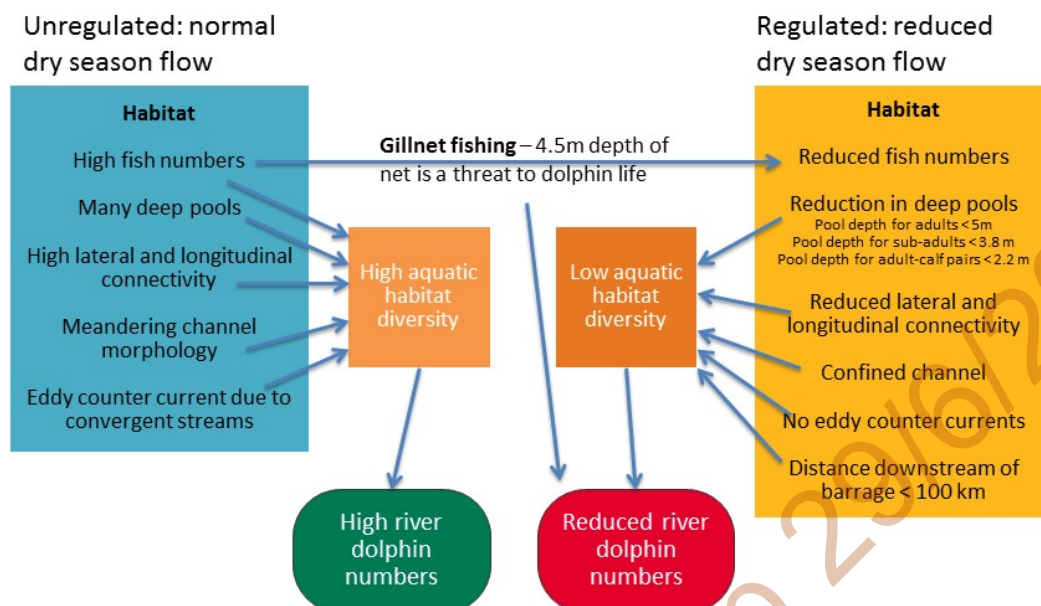 Unregulated: normal
dry season flow
Regulated: reduced
dry season flow
Habitat
High fish numbers
Many deep pools
High lateral and longitudinal
connectivity
Meandering channel
morphology
Eddy counter current due to
convergent streams
Gillnet fishing – 4.5m depth of
net is a threat to dolphin life
High aquatic
habitat
diversity
Low aquatic
habitat
diversity
Habitat
Reduced fish numbers
Reduction in deep pools
Pool depth for adults <5m
Pool depth for sub-adults <3.8 m
Pool depth for adult-calf pairs <2.2 m
Reduced lateral and
longitudinal connectivity
Confined channel
No eddy counter currents
Distance downstream of
barrage < 100 km
High river
dolphin
numbers
Reduced river
dolphin
numbers
29/6/2